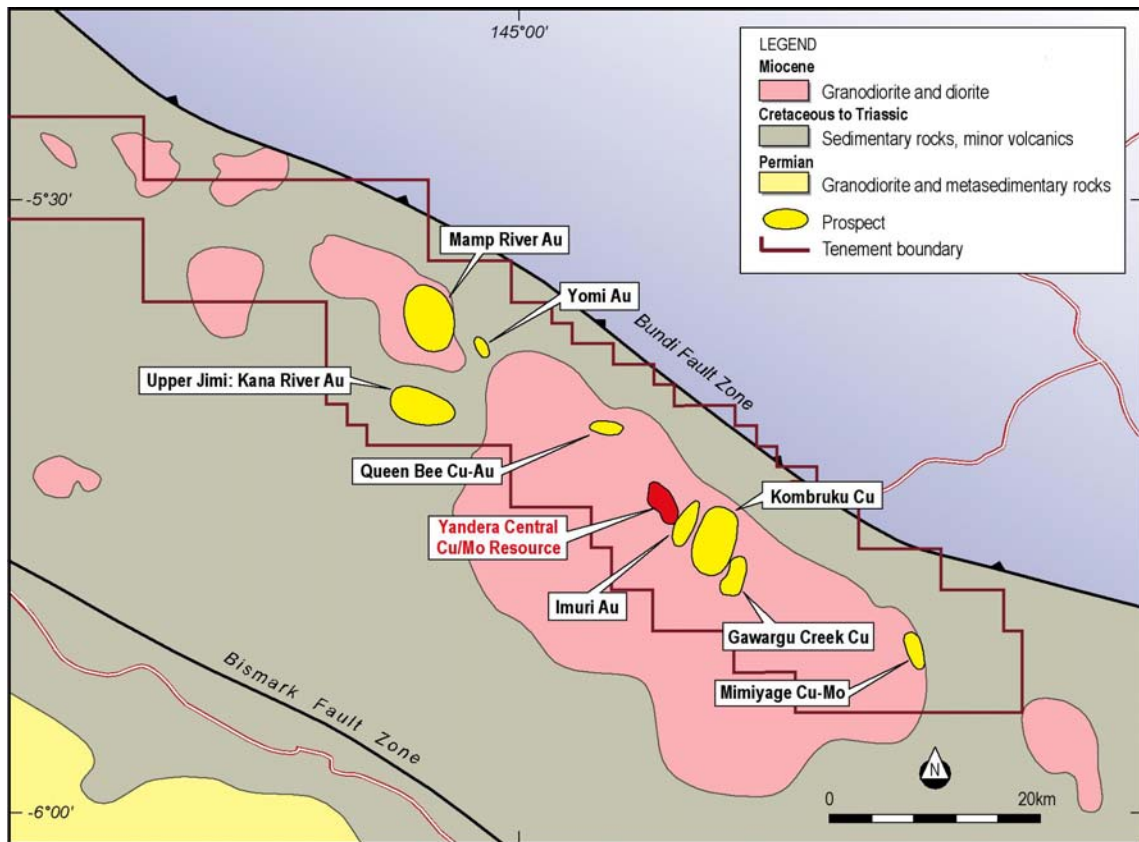 145°00'
LEGEND
Miocene
Granodiorite and diorite
Cretaceous to Triassic
Sedimentary rocks, minor volcanics
Permian
Granodiorite and metasedimentary rocks
Prospect
Tenement boundary
-5°30'
Mamp River Au
Yomi Au
Bundi Fault Zone
Upper Jimi: Kana River Au
Queen Bee Cu-Au
Kombruku Cu
Yandera Central
Cu/Mo Resource
Imuri Au
Gawargu Creek Cu
Mimiyage Cu-Mo
Bismark Fault Zone
N
0 20km
-6°00'